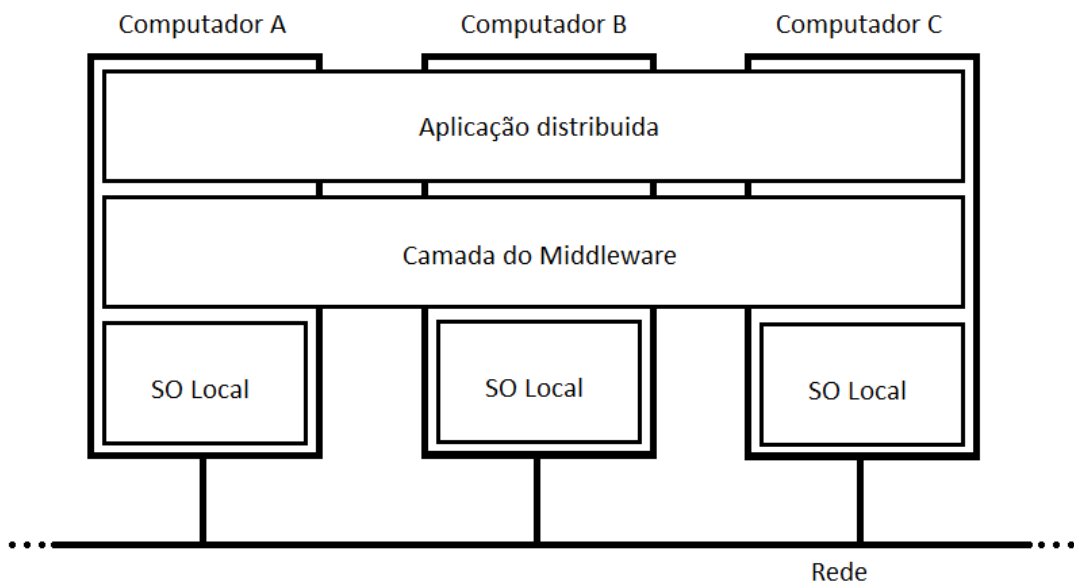 Computador A
Computador B
Computador C
Aplicação distribuida
Camada do Middleware
SO Local
SO Local
SO Local
Rede